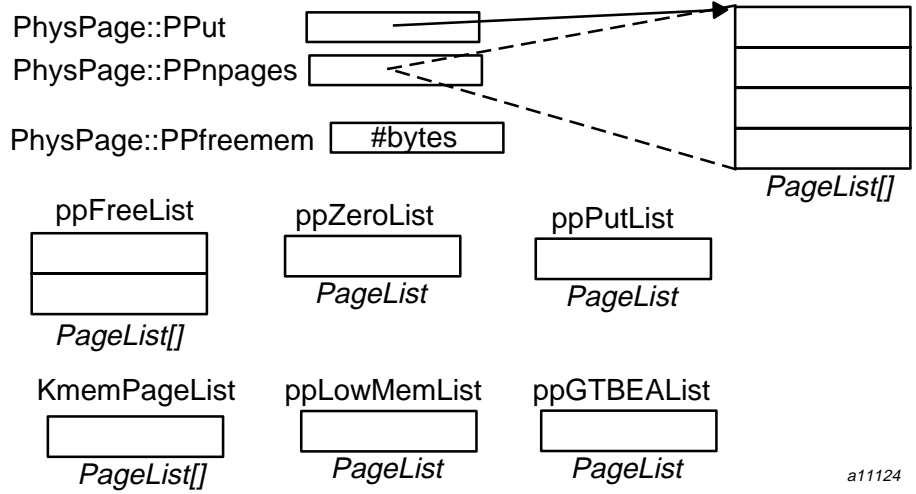 PhysPage::PPut
PhysPage::PPnpages
PhysPage::PPfreemem #bytes
PageList[]
ppFreeList ppZeroList ppPutList
PageList PageList
PageList[]
KmemPageList ppLowMemList ppGTBEAList
PageList[] PageList PageList
a11124